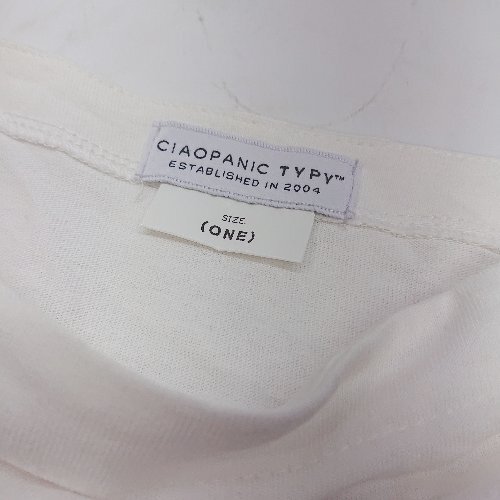 CIAOPANIC TYPY™
ESTABLISHED IN 2004
SIZE
(ONE)